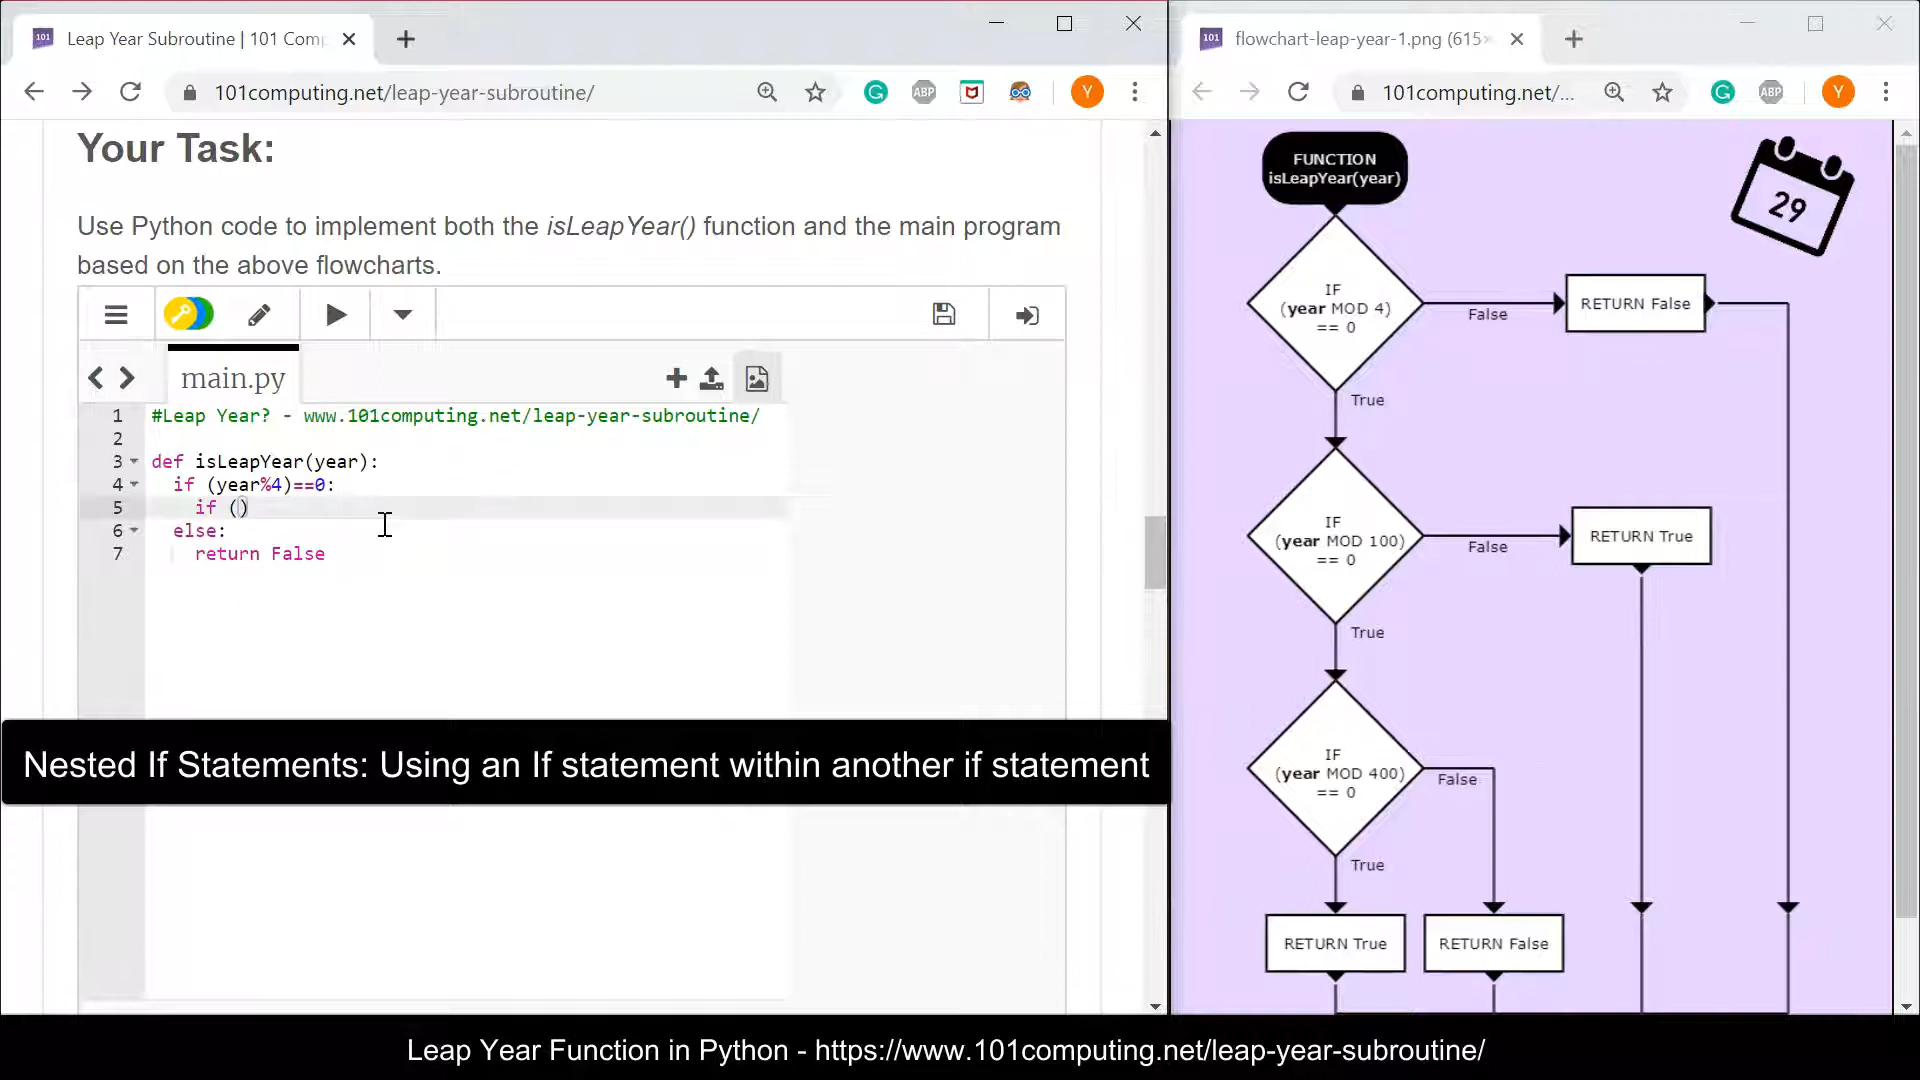 Leap Year Subroutine | 101 Comp
101computing.net/leap-year-subroutine/
ABP
Y
Your Task:
Use Python code to implement both the isLeapYear() function and the main program
based on the above flowcharts.
main.py
1 #Leap Year? - www.101computing.net/leap-year-subroutine/
2
3 def isLeapYear(year):
4 if (year%4)==0:
5 if ()
6 else:
7 return False
Nested If Statements: Using an If statement within another if statement
101
flowchart-leap-year-1.png (615×
101computing.net/...
ABP
Y
FUNCTION
isLeapYear(year)
29
IF
(year MOD 4)
== 0
False
RETURN False
True
IF
(year MOD 100)
== 0
False
RETURN True
True
IF
(year MOD 400)
== 0
False
True
RETURN True
RETURN False
Leap Year Function in Python - https://www.101computing.net/leap-year-subroutine/